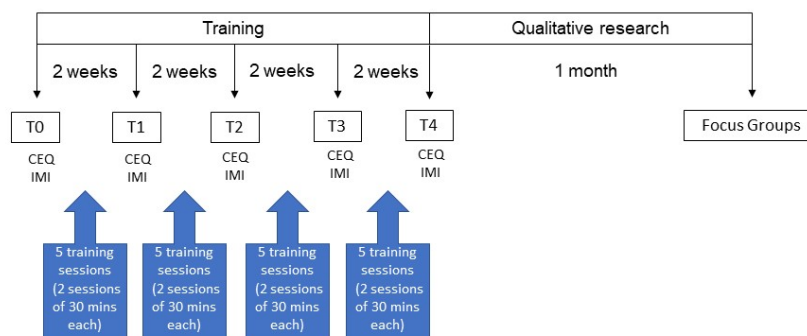 Training
Qualitative research
2 weeks
2 weeks
2 weeks
2 weeks
1 month
T0
T1
T2
T3
T4
Focus Groups
CEQ
IMI
CEQ
IMI
CEQ
IMI
CEQ
IMI
CEQ
IMI
5 training
sessions
(2 sessions
of 30 mins
each)
5 training
sessions
(2 sessions
of 30 mins
each)
5 training
sessions
(2 sessions
of 30 mins
each)
5 training
sessions
(2 sessions
of 30 mins
each)